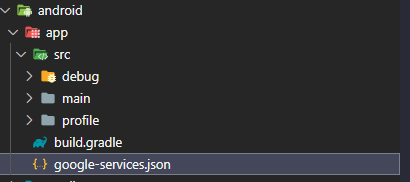 android
app
src
debug
main
profile
build.gradle
google-services.json